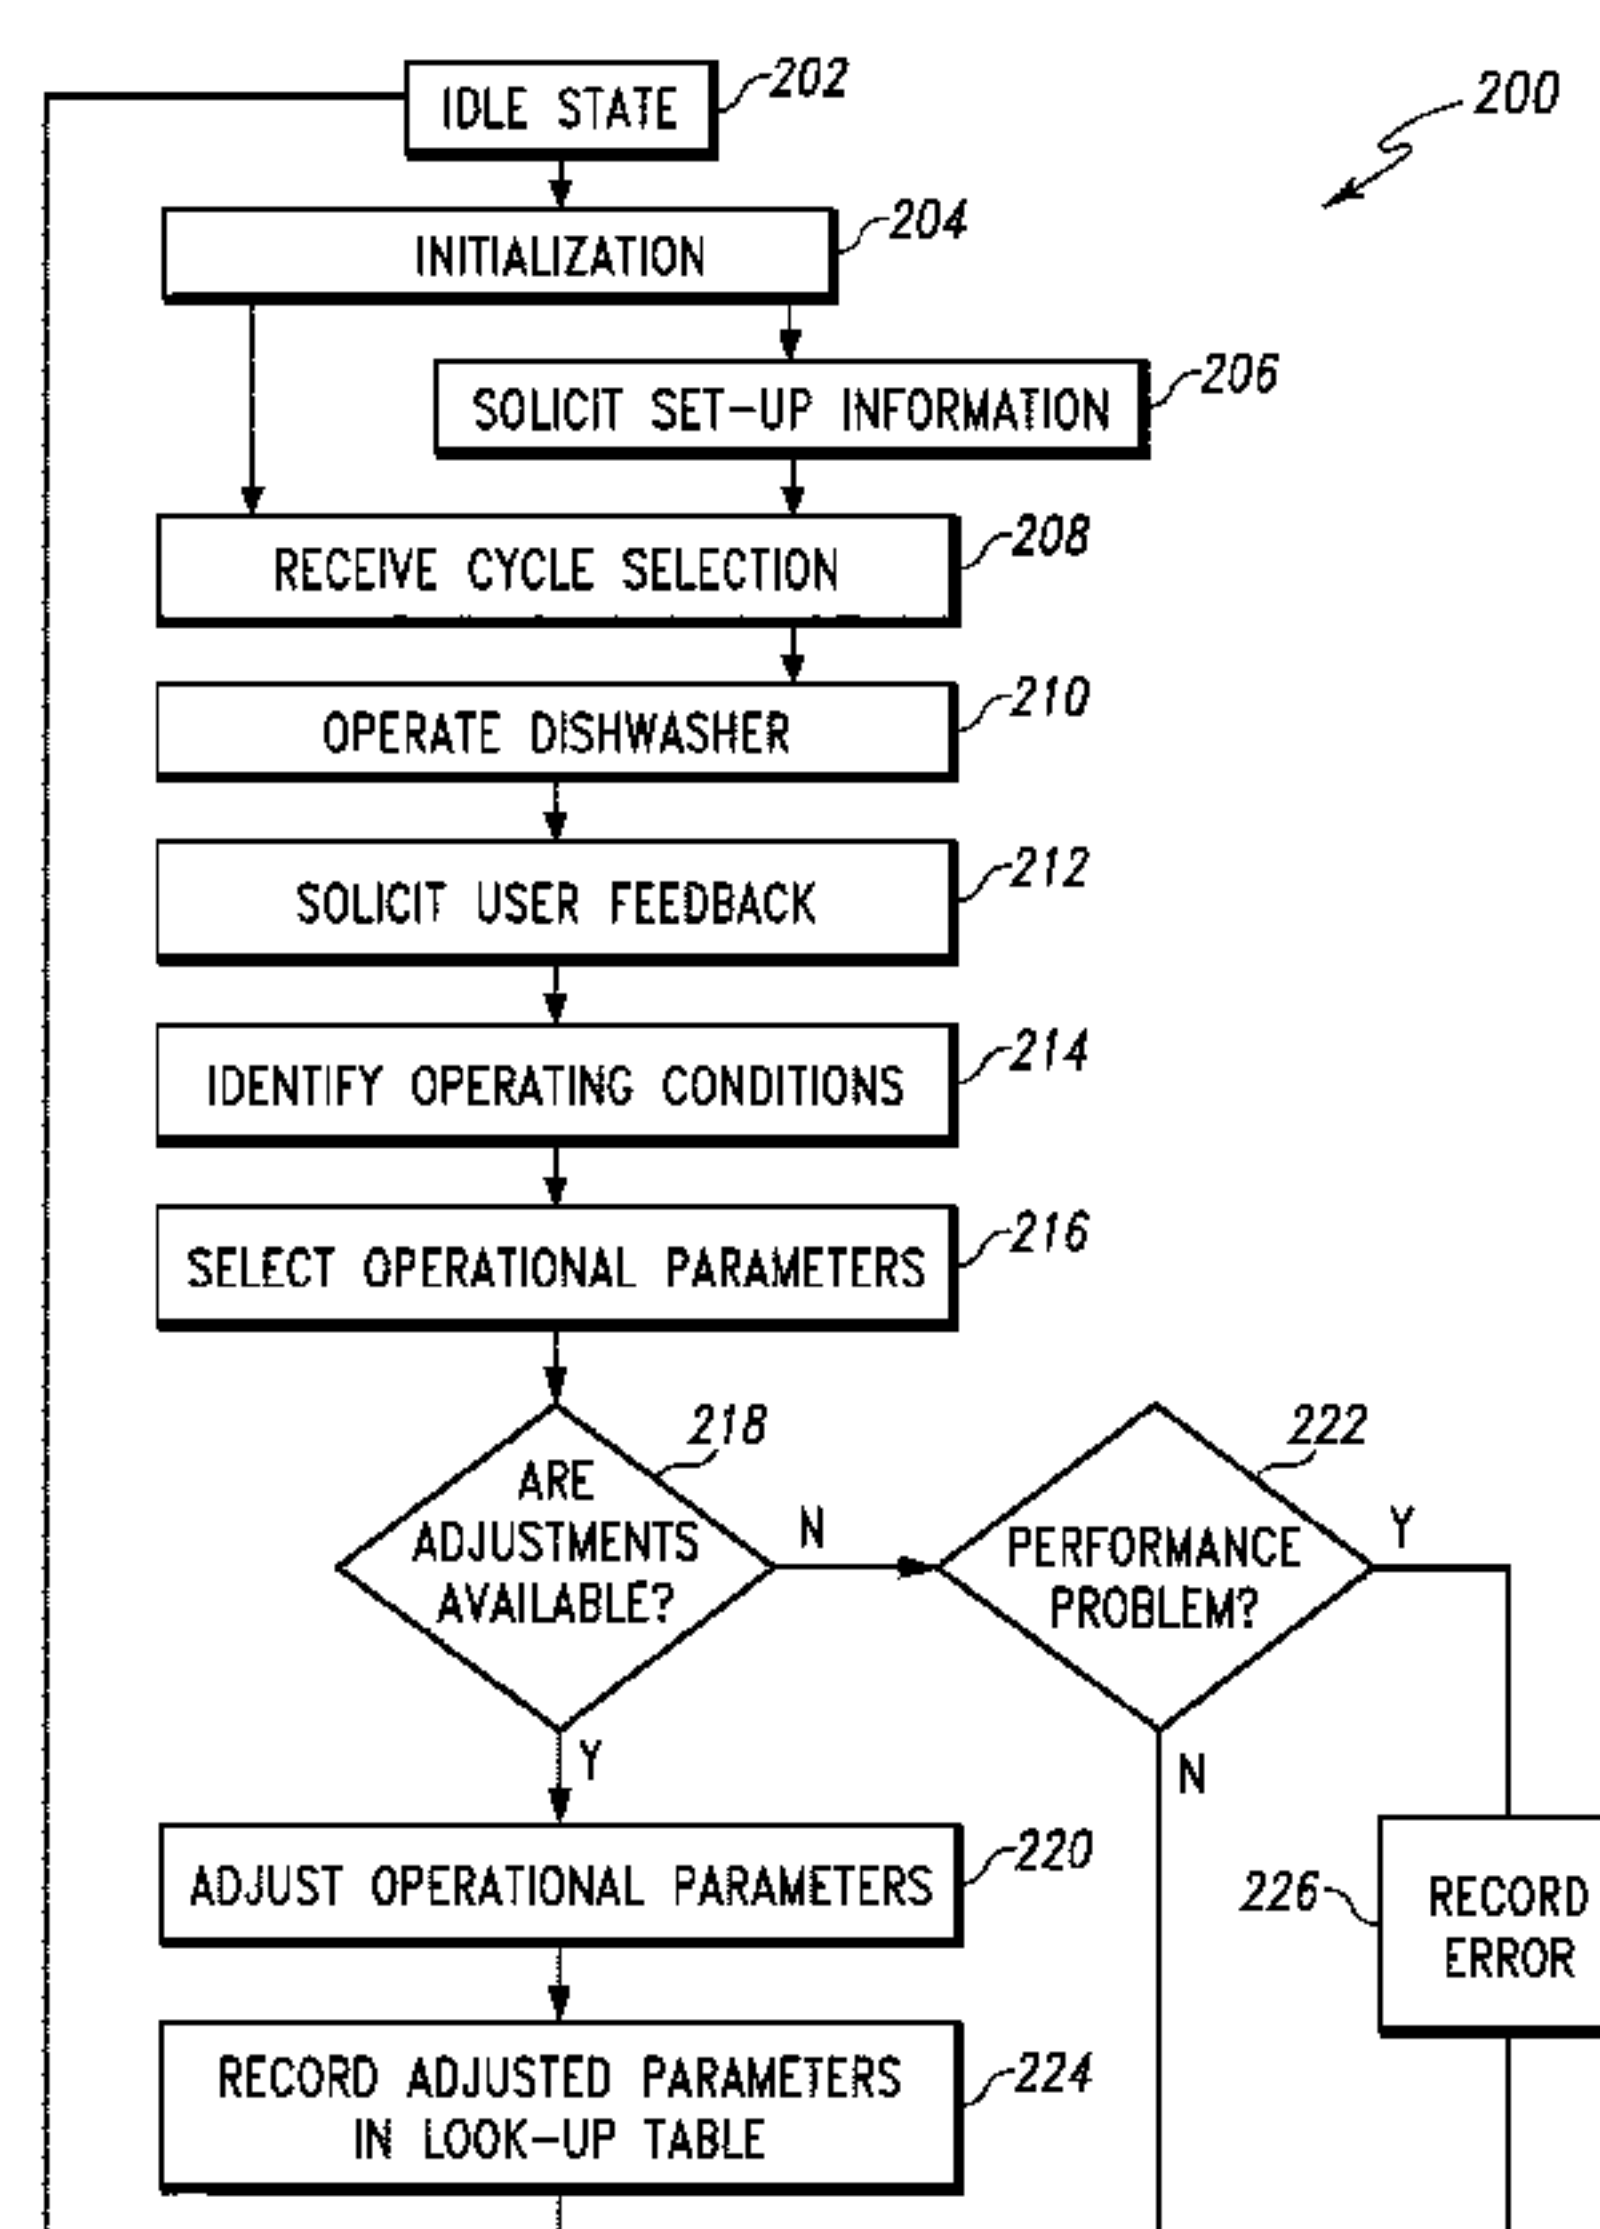 IDLE STATE
202
200
INITIALIZATION
204
SOLICIT SET-UP INFORMATION
206
RECEIVE CYCLE SELECTION
208
OPERATE DISHWASHER
210
SOLICIT USER FEEDBACK
212
IDENTIFY OPERATING CONDITIONS
214
SELECT OPERATIONAL PARAMETERS
216
ARE
ADJUSTMENTS
AVAILABLE?
218
N
Y
PERFORMANCE
PROBLEM?
222
Y
N
ADJUST OPERATIONAL PARAMETERS
220
226
RECORD
ERROR
RECORD ADJUSTED PARAMETERS
IN LOOK-UP TABLE
224